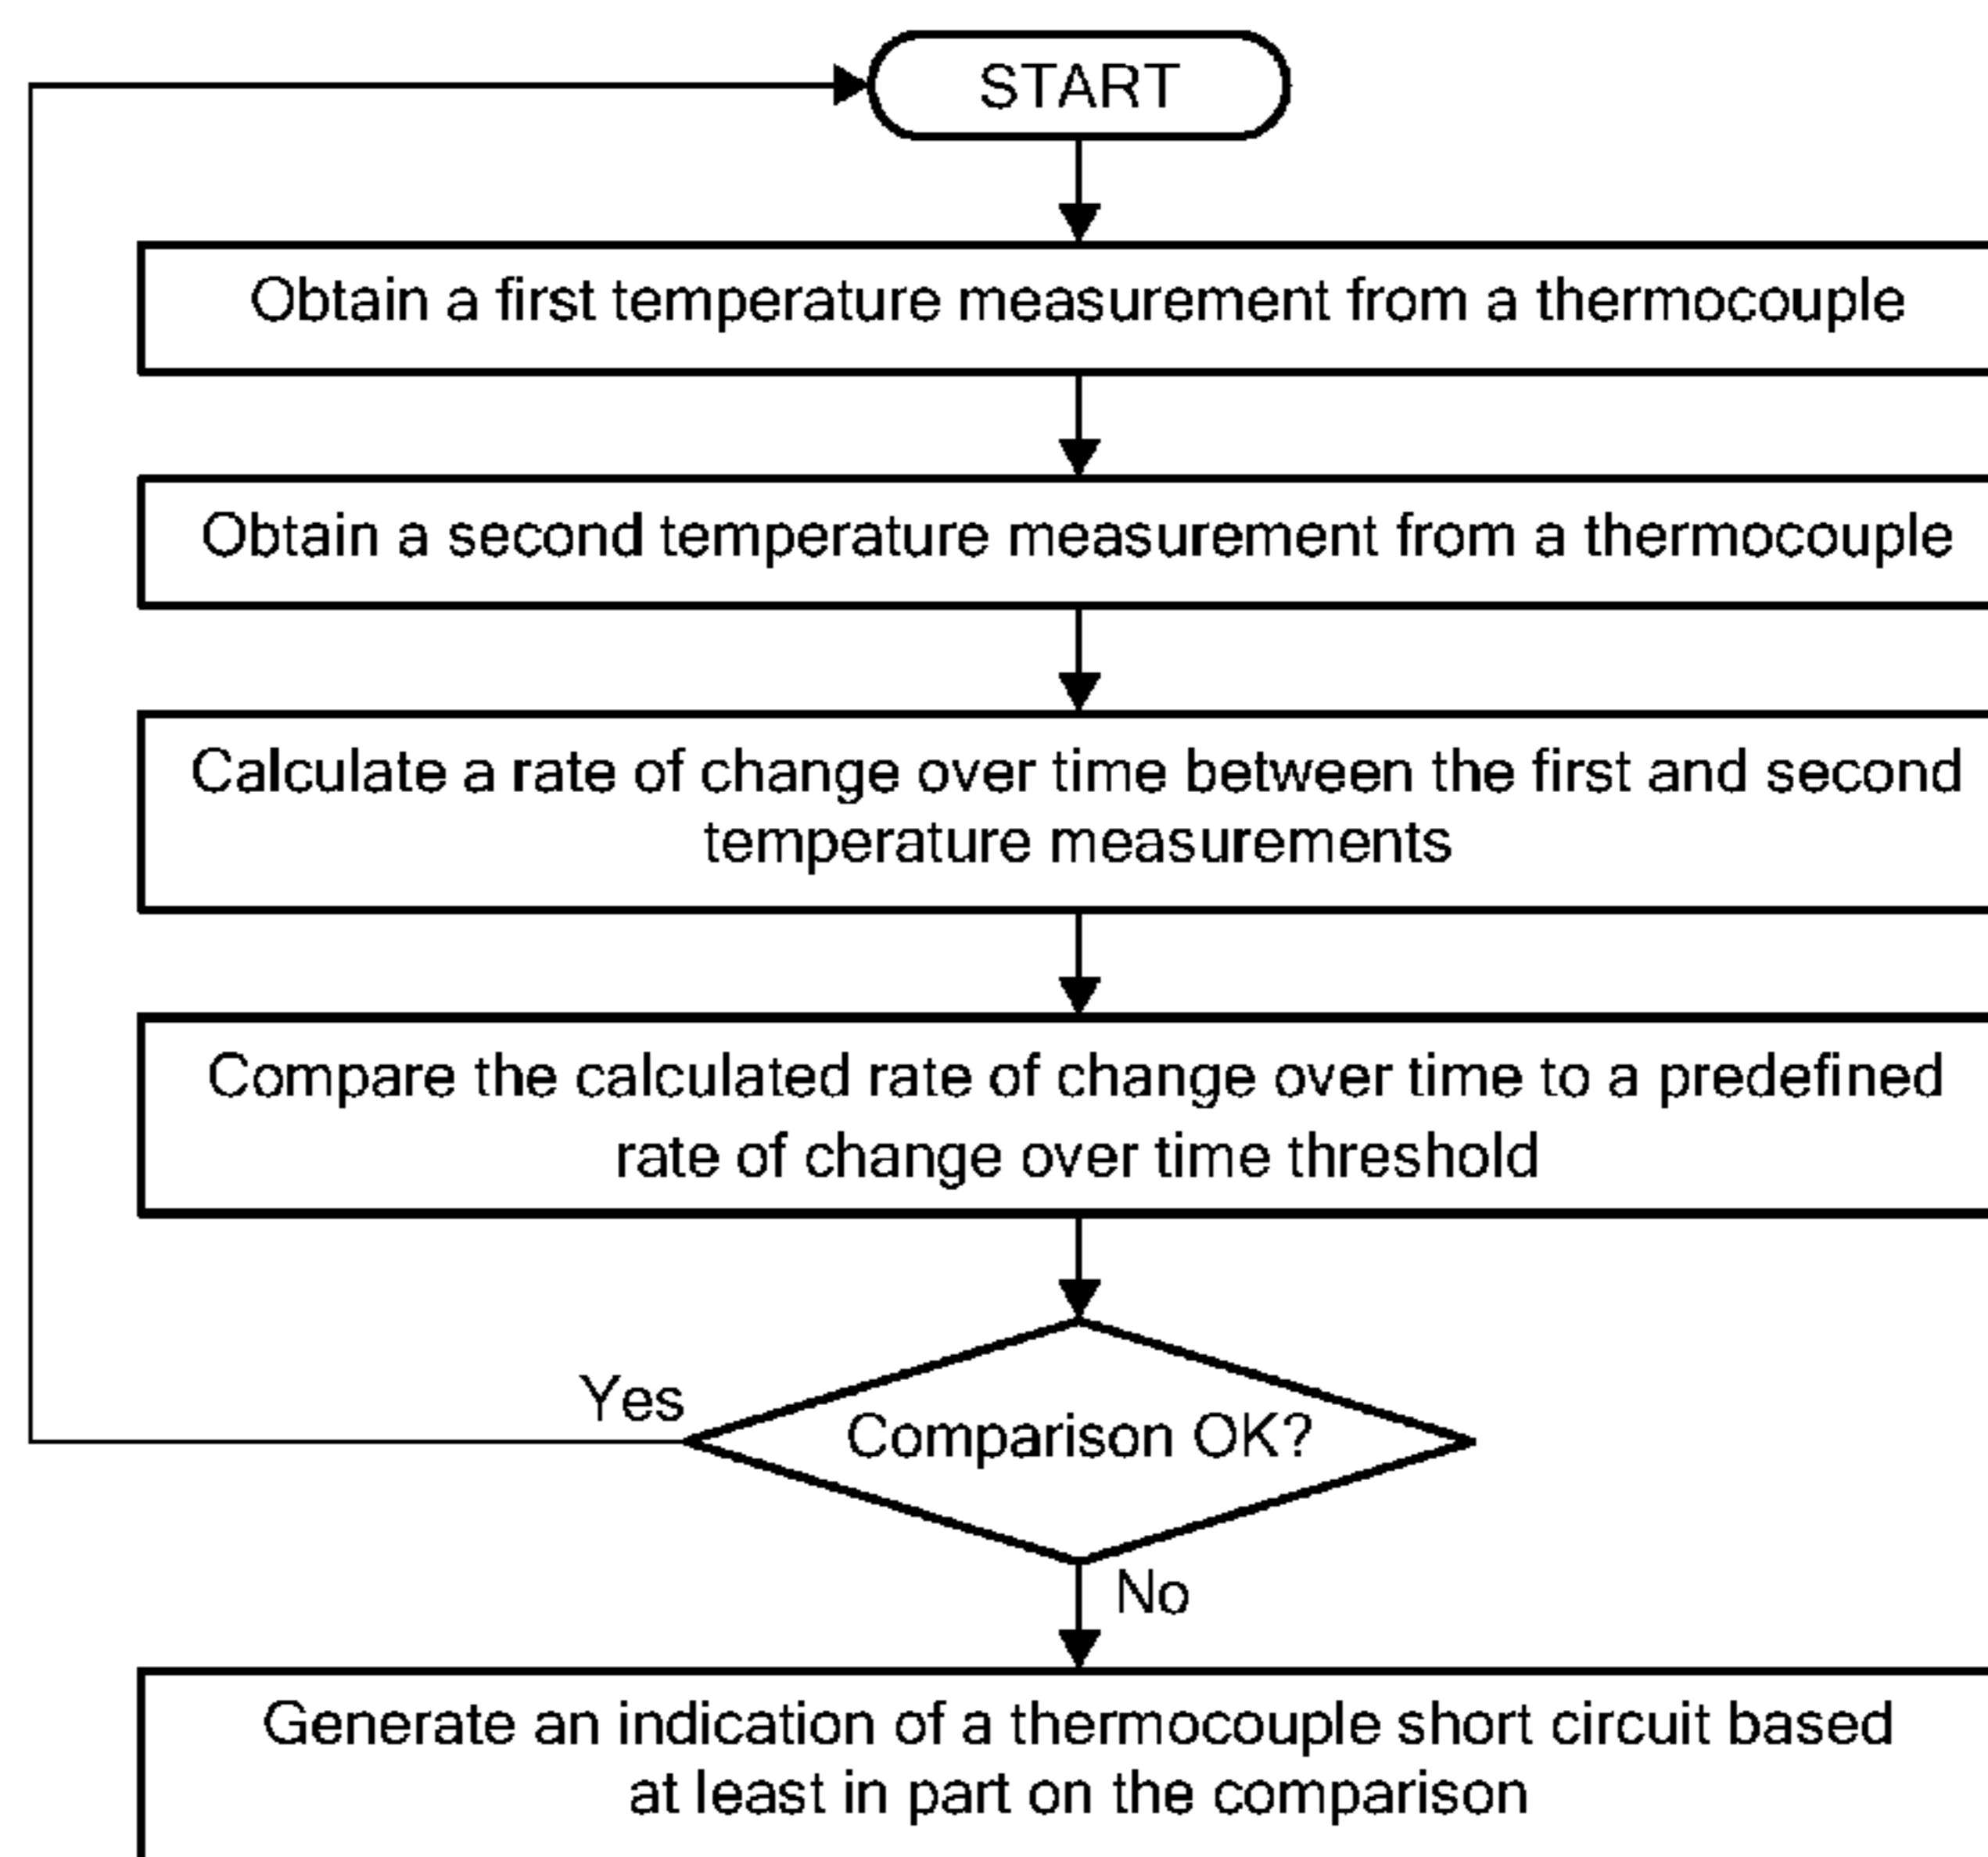 START
Obtain a first temperature measurement from a thermocouple
Obtain a second temperature measurement from a thermocouple
Calculate a rate of change over time between the first and second
temperature measurements
Compare the calculated rate of change over time to a predefined
rate of change over time threshold
Yes
Comparison OK?
No
Generate an indication of a thermocouple short circuit based
at least in part on the comparison